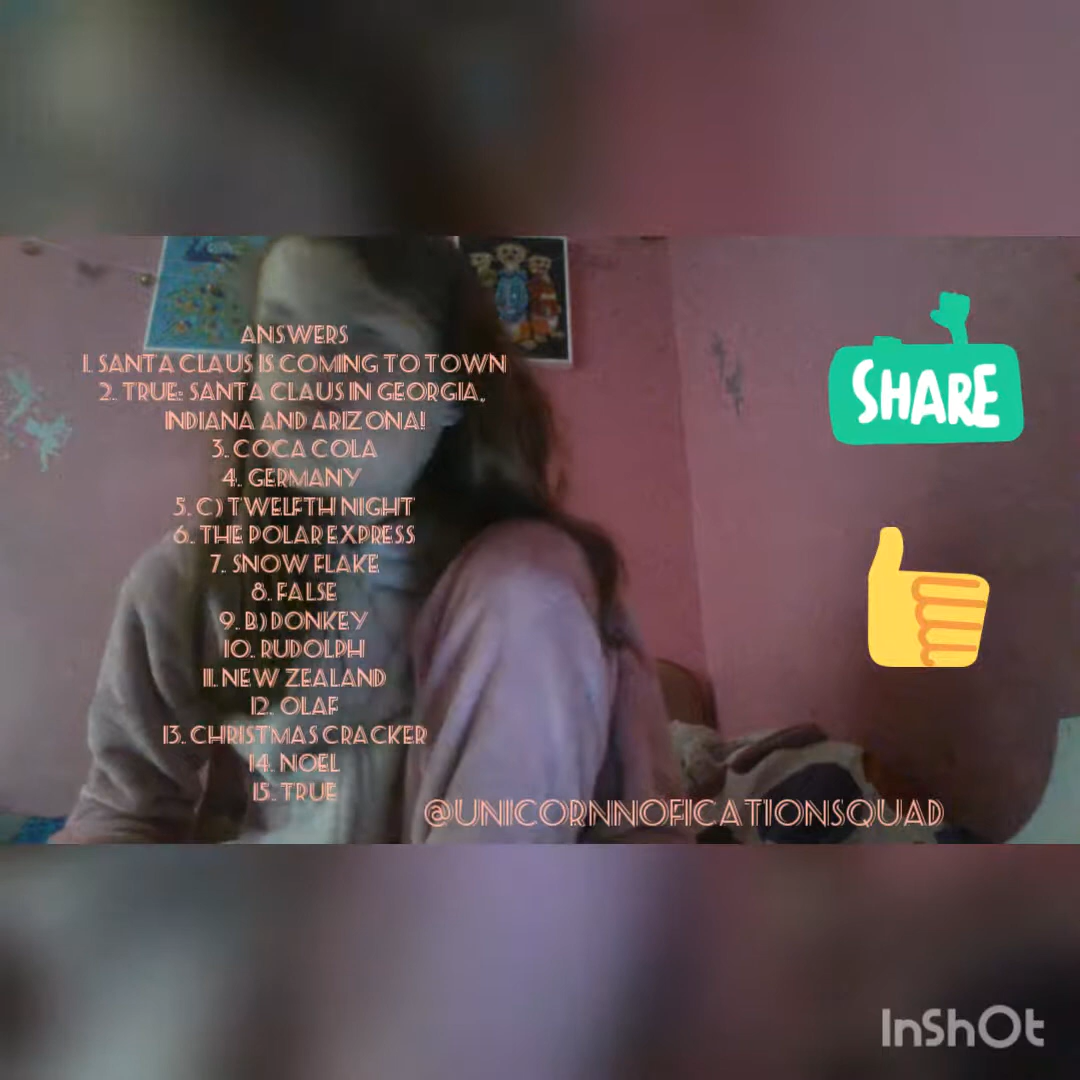 ANSWERS
1. SANTA CLAUS IS COMING TO TOWN
2. TRUE: SANTA CLAUS IN GEORGIA,
INDIANA AND ARIZONA!
3. COCA COLA
4. GERMANY
5. C) TWELFTH NIGHT
6. THE POLAR EXPRESS
7. SNOW FLAKE
8. FALSE
9. B) DONKEY
10. RUDOLPH
11. NEW ZEALAND
12. OLAF
13. CHRISTMAS CRACKER
14. NOEL
15. TRUE
@UNICORNNOFICATIONSQUAD
SHARE
InShOt